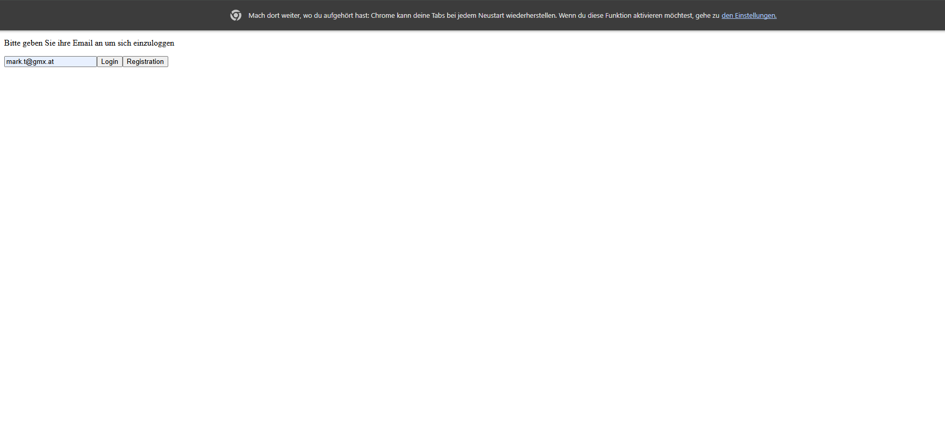 Mach dort weiter, wo du aufgehört hast: Chrome kann deine Tabs bei jedem Neustart wiederherstellen. Wenn du diese Funktion aktivieren möchtest, gehe zu den Einstellungen.
Bitte geben Sie ihre Email an um sich einzuloggen
mark.t@gmx.at Login Registration